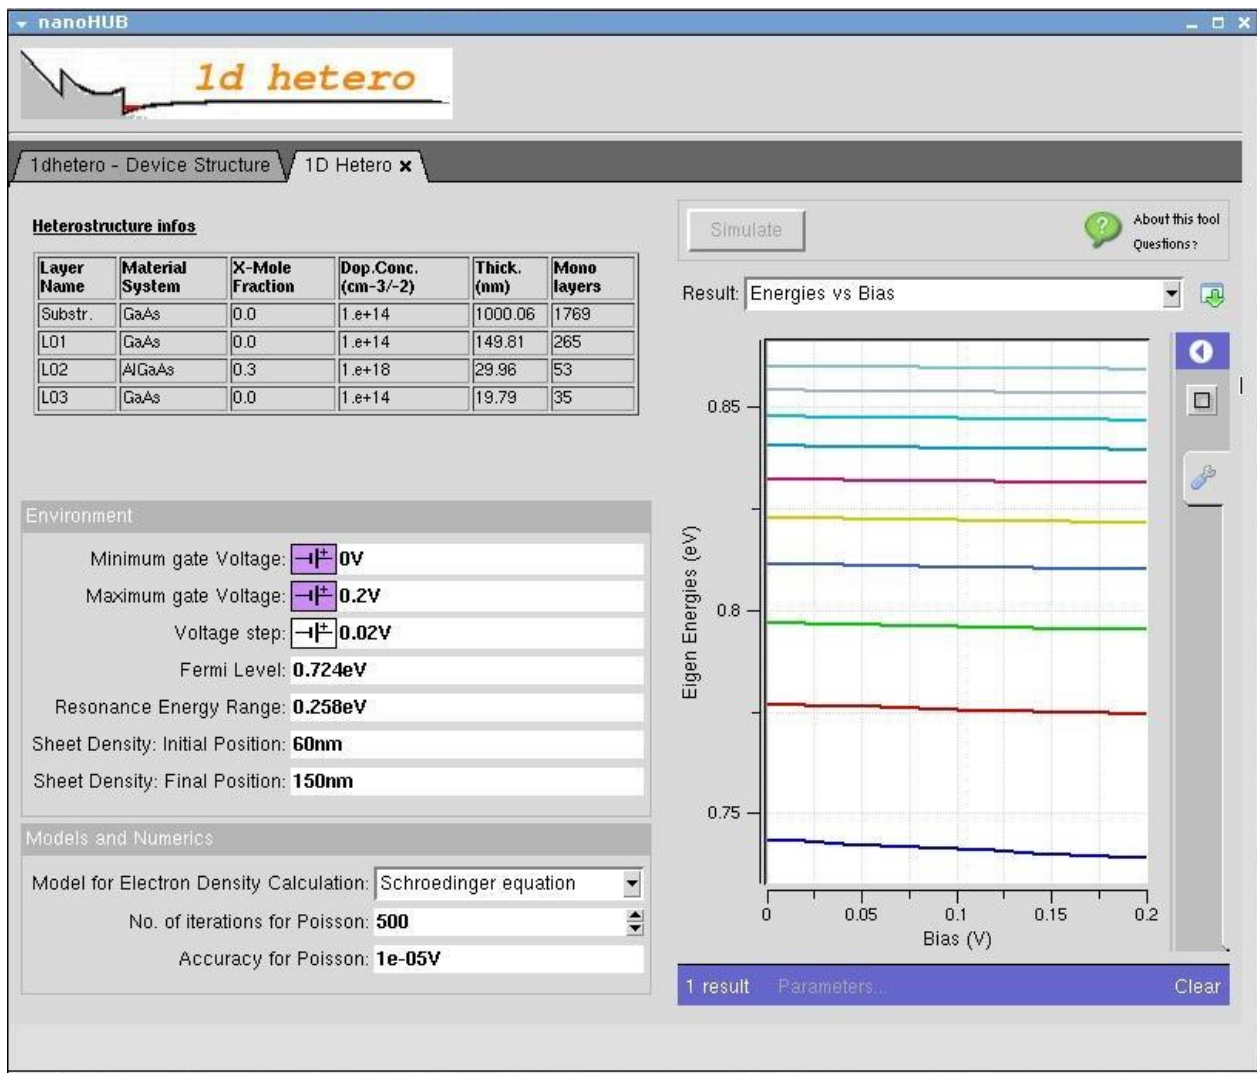 nanoHUB
1d hetero
1dhetero - Device Structure
1D Hetero
Heterostructure infos
Layer Name Material System X-Mole Fraction Dop.Conc. (cm-3/-2) Thick. (nm) Mono layers
Substr. GaAs 0.0 1.e+14 1000.06 1769
L01 GaAs 0.0 1.e+14 149.81 265
L02 AlGaAs 0.3 1.e+18 29.96 53
L03 GaAs 0.0 1.e+14 19.79 35
Environment
Minimum gate Voltage: 0V
Maximum gate Voltage: 0.2V
Voltage step: 0.02V
Fermi Level: 0.724eV
Resonance Energy Range: 0.258eV
Sheet Density: Initial Position: 60nm
Sheet Density: Final Position: 150nm
Models and Numerics
Model for Electron Density Calculation: Schroedinger equation
No. of iterations for Poisson: 500
Accuracy for Poisson: 1e-05V
Simulate
About this tool
Questions?
Result: Energies vs Bias
0.85
0.8
0.75
Eigen Energies (eV)
0 0.05 0.1 0.15 0.2
Bias (V)
1 result Parameters... Clear